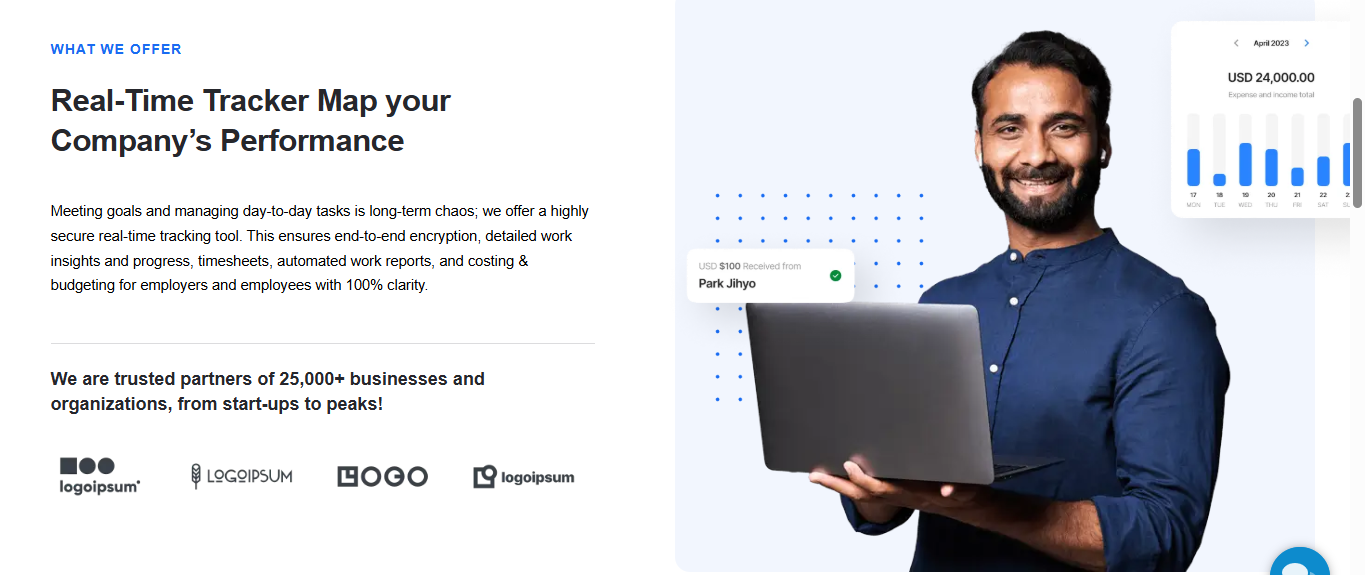 WHAT WE OFFER
Real-Time Tracker Map your
Company’s Performance
Meeting goals and managing day-to-day tasks is long-term chaos; we offer a highly
secure real-time tracking tool. This ensures end-to-end encryption, detailed work
insights and progress, timesheets, automated work reports, and costing &
budgeting for employers and employees with 100% clarity.
We are trusted partners of 25,000+ businesses and
organizations, from start-ups to peaks!
logoipsum
LOGOIPSUM
LOGO
logoipsum
USD $100 Received from
Park Jihyo
April 2023
USD 24,000.00
Expense and income total
17 18 19 20 21 22
MON TUE WED THU FRI SAT